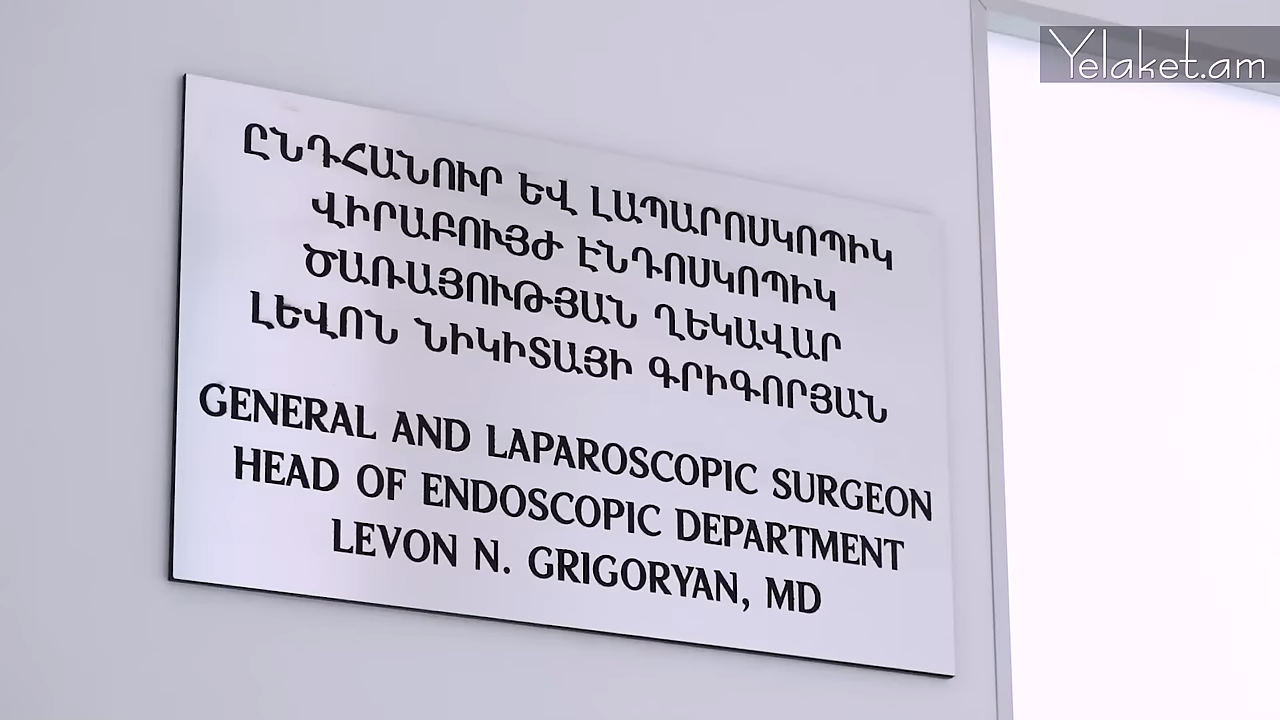 Yelaket.am
ԸՆԴՀԱՆՈՒՐ ԵՎ ԼԱՊԱՐՈՍԿՈՊԻԿ
ՎԻՐԱԲՈՒՅԺ ԷՆԴՈՍԿՈՊԻԿ
ԾԱՌԱՅՈՒԹՅԱՆ ՂԵԿԱՎԱՐ
ԼԵՎՈՆ ՆԻԿԻՏԱՅԻ ԳՐԻԳՈՐՅԱՆ
GENERAL AND LAPAROSCOPIC SURGEON
HEAD OF ENDOSCOPIC DEPARTMENT
LEVON N. GRIGORYAN, MD